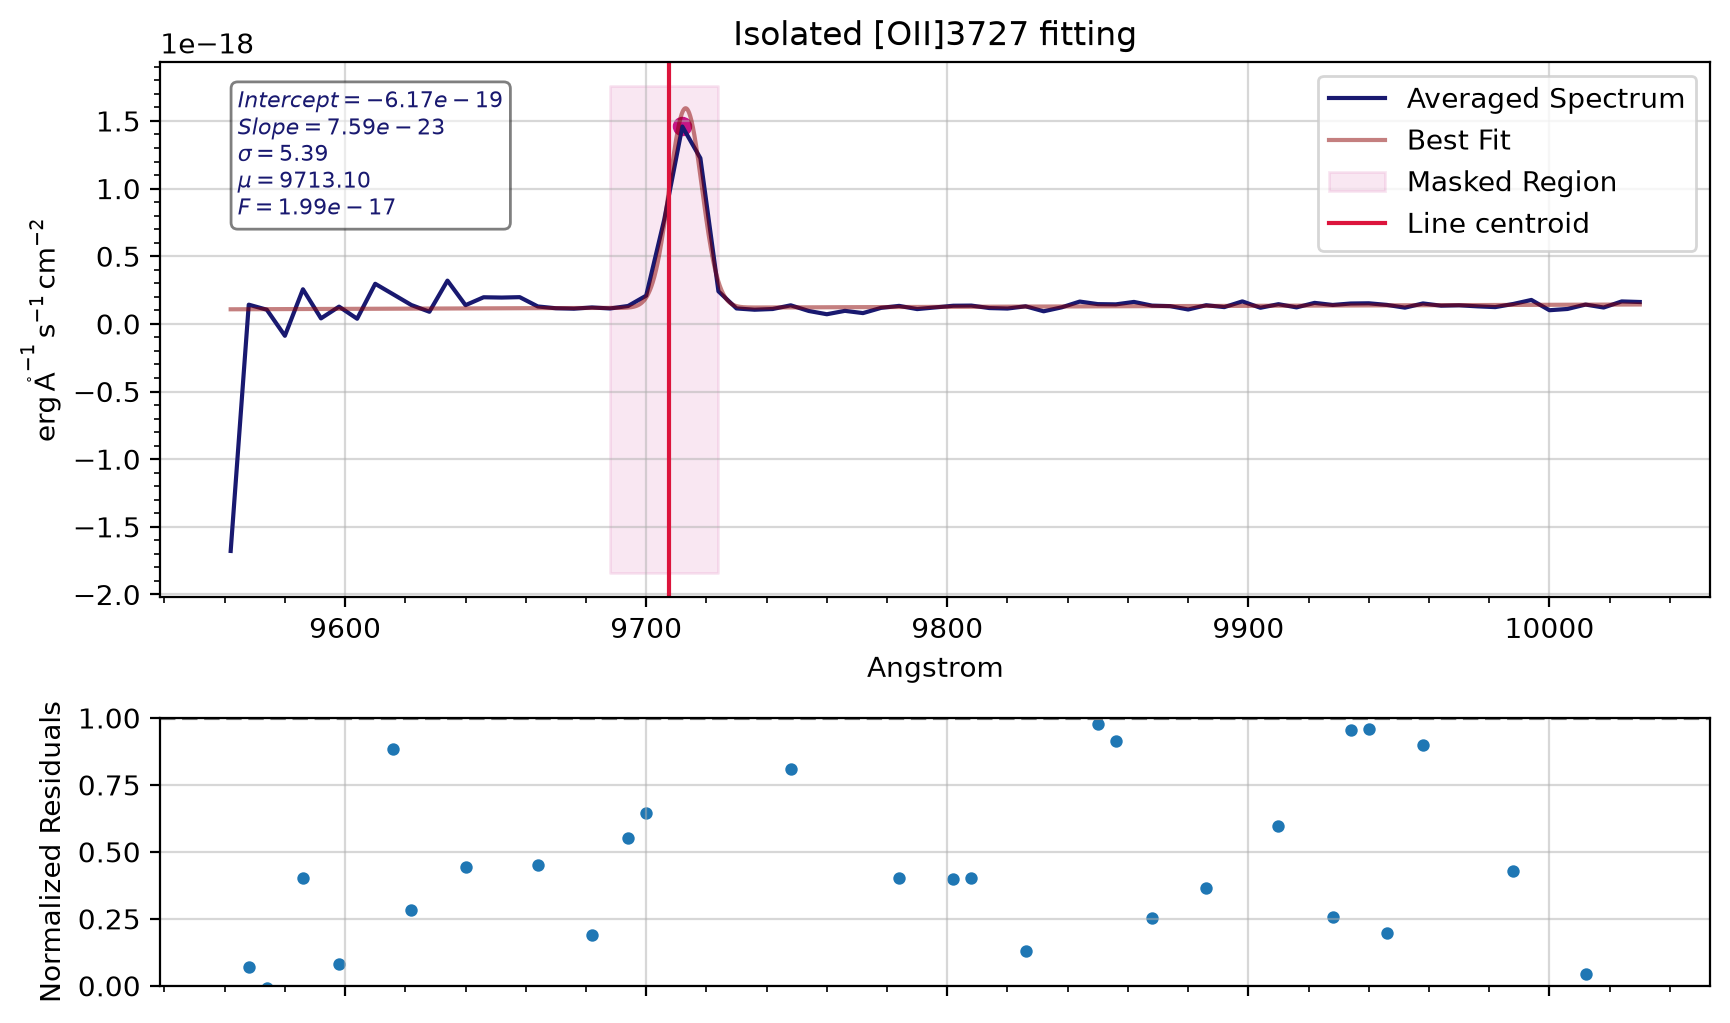 Isolated [OII]3727 fitting
1e−18
Intercept = −6.17e − 19
Slope = 7.59e − 23
σ = 5.39
μ = 9713.10
F = 1.99e − 17
Averaged Spectrum
Best Fit
Masked Region
Line centroid
1.5
1.0
0.5
0.0
−0.5
−1.0
−1.5
−2.0
erg Å⁻¹ s⁻¹ cm⁻²
9600 9700 9800 9900 10000
Angstrom
1.00
0.75
0.50
0.25
0.00
Normalized Residuals